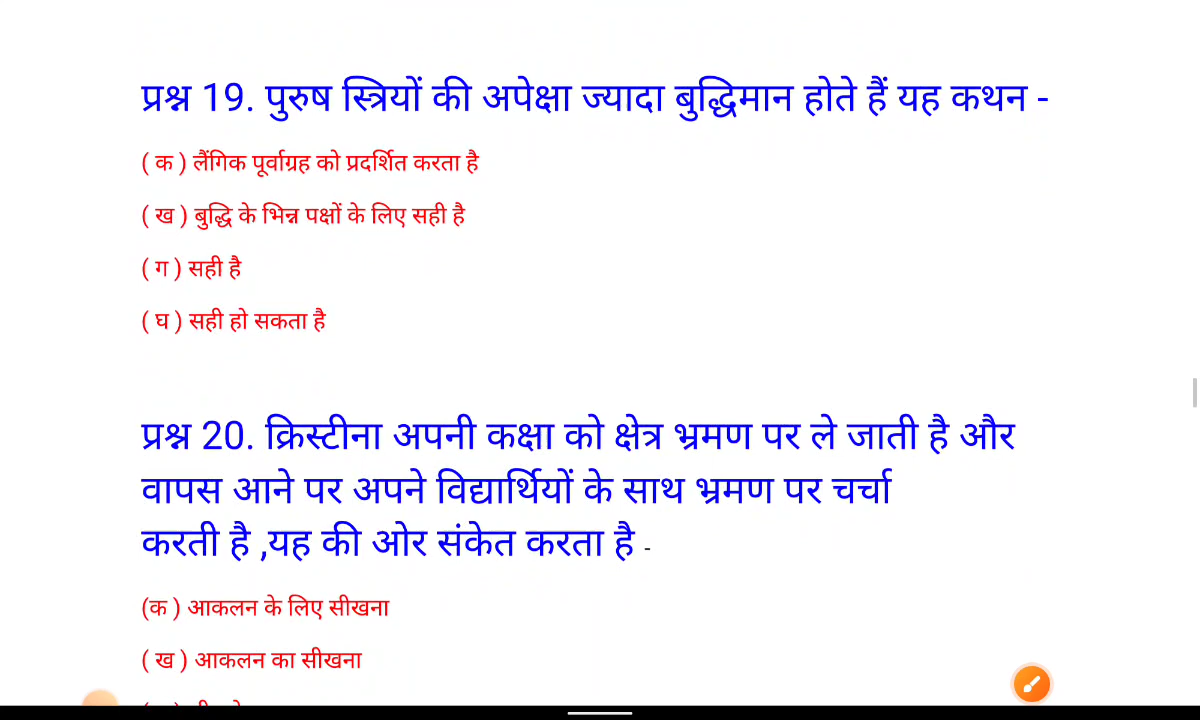 प्रश्न 19. पुरुष स्त्रियों की अपेक्षा ज्यादा बुद्धिमान होते हैं यह कथन -
( क ) लैंगिक पूर्वाग्रह को प्रदर्शित करता है
( ख ) बुद्धि के भिन्न पक्षों के लिए सही है
( ग ) सही है
( घ ) सही हो सकता है
प्रश्न 20. क्रिस्टीना अपनी कक्षा को क्षेत्र भ्रमण पर ले जाती है और
वापस आने पर अपने विद्यार्थियों के साथ भ्रमण पर चर्चा
करती है ,यह की ओर संकेत करता है -
(क ) आकलन के लिए सीखना
( ख ) आकलन का सीखना